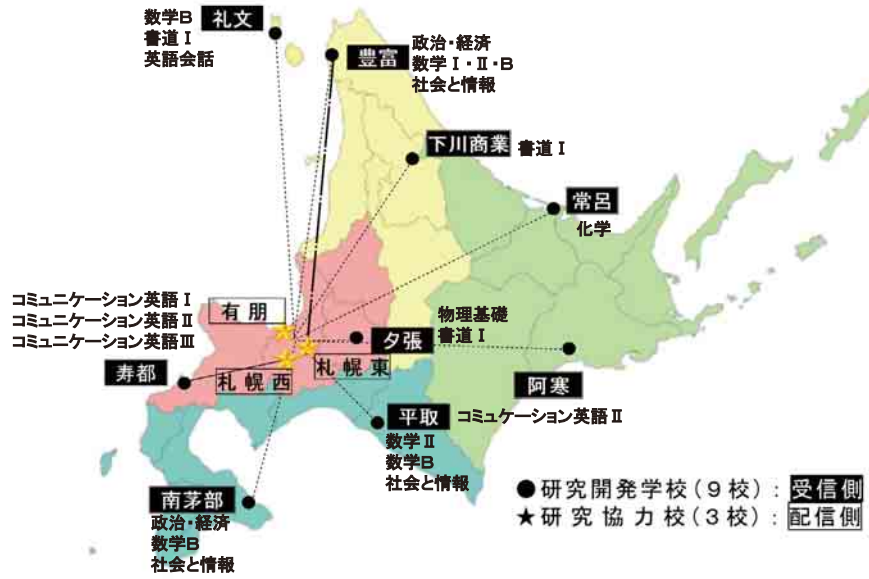 礼文
数学B
書道Ⅰ
英語会話
豊富
政治・経済
数学Ⅰ・Ⅱ・B
社会と情報
下川商業
書道Ⅰ
常呂
化学
コミュニケーション英語Ⅰ
コミュニケーション英語Ⅱ
コミュニケーション英語Ⅲ
有朋
物理基礎
書道Ⅰ
夕張
寿都
札幌西
札幌東
阿寒
平取
コミュケーション英語Ⅱ
数学Ⅱ
数学B
社会と情報
南茅部
政治・経済
数学B
社会と情報
●研究開発学校(9校):受信側
★研究協力校(3校):配信側